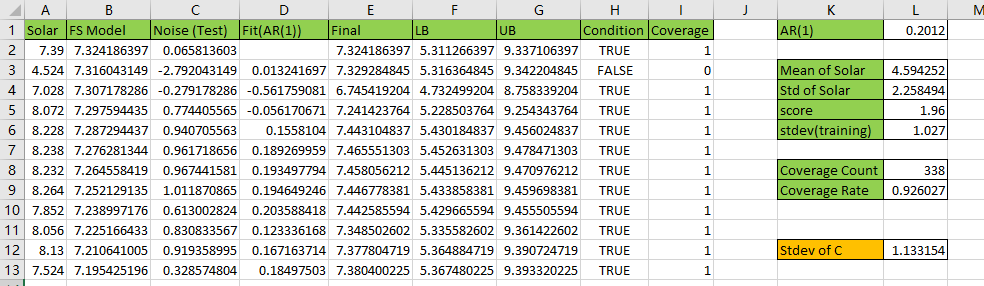 A B C D E F G H I J K L M
1 Solar FS Model Noise (Test) Fit(AR(1)) Final LB UB Condition Coverage AR(1) 0.2012
2 7.39 7.324186397 0.065813603 7.324186397 5.311266397 9.337106397 TRUE 1
3 4.524 7.316043149 -2.792043149 0.013241697 7.329284845 5.316364845 9.342204845 FALSE 0 Mean of Solar 4.594252
4 7.028 7.307178286 -0.279178286 -0.561759081 6.745419204 4.732499204 8.758339204 TRUE 1 Std of Solar 2.258494
5 8.072 7.297594435 0.774405565 -0.056170671 7.241423764 5.228503764 9.254343764 TRUE 1 score 1.96
6 8.228 7.287294437 0.940705563 0.1558104 7.443104837 5.430184837 9.456024837 TRUE 1 stdev(training) 1.027
7 8.238 7.276281344 0.961718656 0.189269959 7.465551303 5.452631303 9.478471303 TRUE 1
8 8.232 7.264558419 0.967441581 0.193497794 7.458056212 5.445136212 9.470976212 TRUE 1 Coverage Count 338
9 8.264 7.252129135 1.011870865 0.194649246 7.446778381 5.433858381 9.459698381 TRUE 1 Coverage Rate 0.926027
10 7.852 7.238997176 0.613002824 0.203588418 7.442585594 5.429665594 9.455505594 TRUE 1
11 8.056 7.225166433 0.830833567 0.123336168 7.348502602 5.335582602 9.361422602 TRUE 1
12 8.13 7.210641005 0.919358995 0.167163714 7.377804719 5.364884719 9.390724719 TRUE 1 Stdev of C 1.133154
13 7.524 7.195425196 0.328574804 0.18497503 7.380400225 5.367480225 9.393320225 TRUE 1